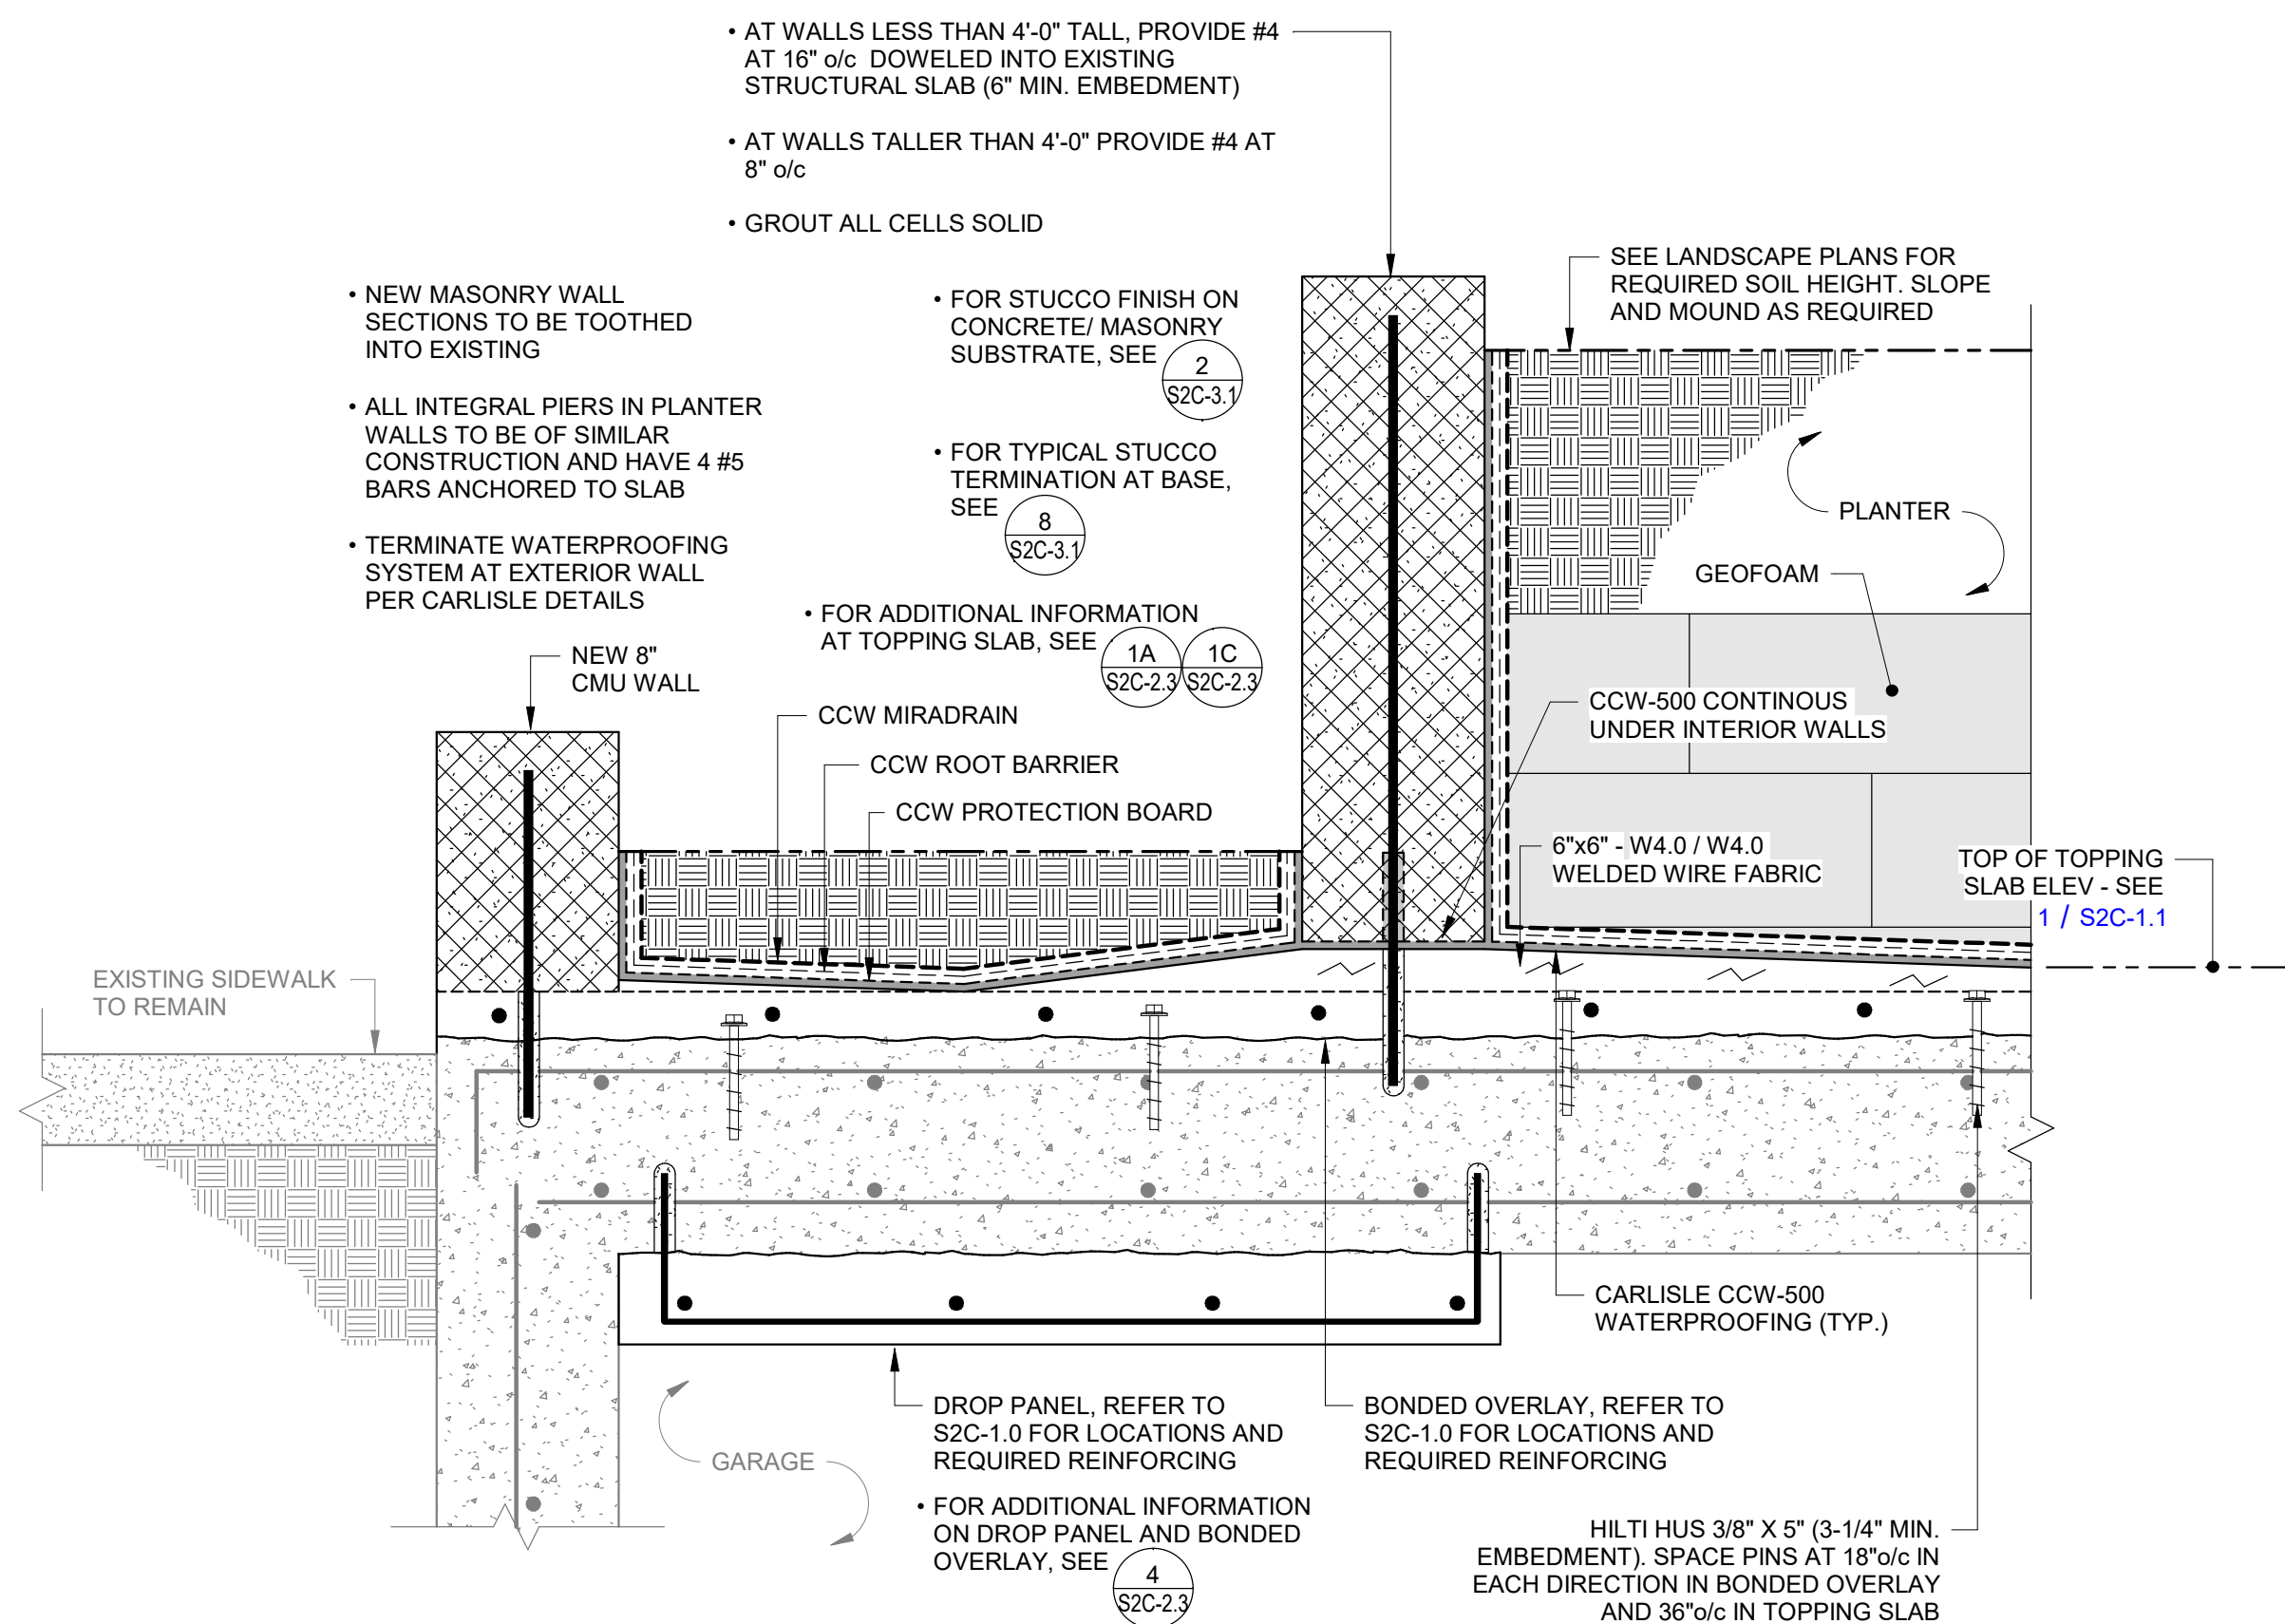 • AT WALLS LESS THAN 4'-0" TALL, PROVIDE #4
AT 16" o/c DOWELED INTO EXISTING
STRUCTURAL SLAB (6" MIN. EMBEDMENT)
• AT WALLS TALLER THAN 4'-0" PROVIDE #4 AT
8" o/c
• GROUT ALL CELLS SOLID
• NEW MASONRY WALL
SECTIONS TO BE TOOTHED
INTO EXISTING
• ALL INTEGRAL PIERS IN PLANTER
WALLS TO BE OF SIMILAR
CONSTRUCTION AND HAVE 4 #5
BARS ANCHORED TO SLAB
• TERMINATE WATERPROOFING
SYSTEM AT EXTERIOR WALL
PER CARLISLE DETAILS
• FOR STUCCO FINISH ON
CONCRETE/ MASONRY
SUBSTRATE, SEE
2
S2C-3.1
• FOR TYPICAL STUCCO
TERMINATION AT BASE,
SEE
8
S2C-3.1
• FOR ADDITIONAL INFORMATION
AT TOPPING SLAB, SEE
1A
S2C-2.3
1C
S2C-2.3
SEE LANDSCAPE PLANS FOR
REQUIRED SOIL HEIGHT. SLOPE
AND MOUND AS REQUIRED
PLANTER
GEOFOAM
NEW 8"
CMU WALL
CCW MIRADRAIN
CCW ROOT BARRIER
CCW PROTECTION BOARD
CCW-500 CONTINOUS
UNDER INTERIOR WALLS
6"x6" - W4.0 / W4.0
WELDED WIRE FABRIC
TOP OF TOPPING
SLAB ELEV - SEE
1 / S2C-1.1
EXISTING SIDEWALK
TO REMAIN
CARLISLE CCW-500
WATERPROOFING (TYP.)
DROP PANEL, REFER TO
S2C-1.0 FOR LOCATIONS AND
REQUIRED REINFORCING
BONDED OVERLAY, REFER TO
S2C-1.0 FOR LOCATIONS AND
REQUIRED REINFORCING
GARAGE
• FOR ADDITIONAL INFORMATION
ON DROP PANEL AND BONDED
OVERLAY, SEE
4
S2C-2.3
HILTI HUS 3/8" X 5" (3-1/4" MIN.
EMBEDMENT). SPACE PINS AT 18"o/c IN
EACH DIRECTION IN BONDED OVERLAY
AND 36"o/c IN TOPPING SLAB